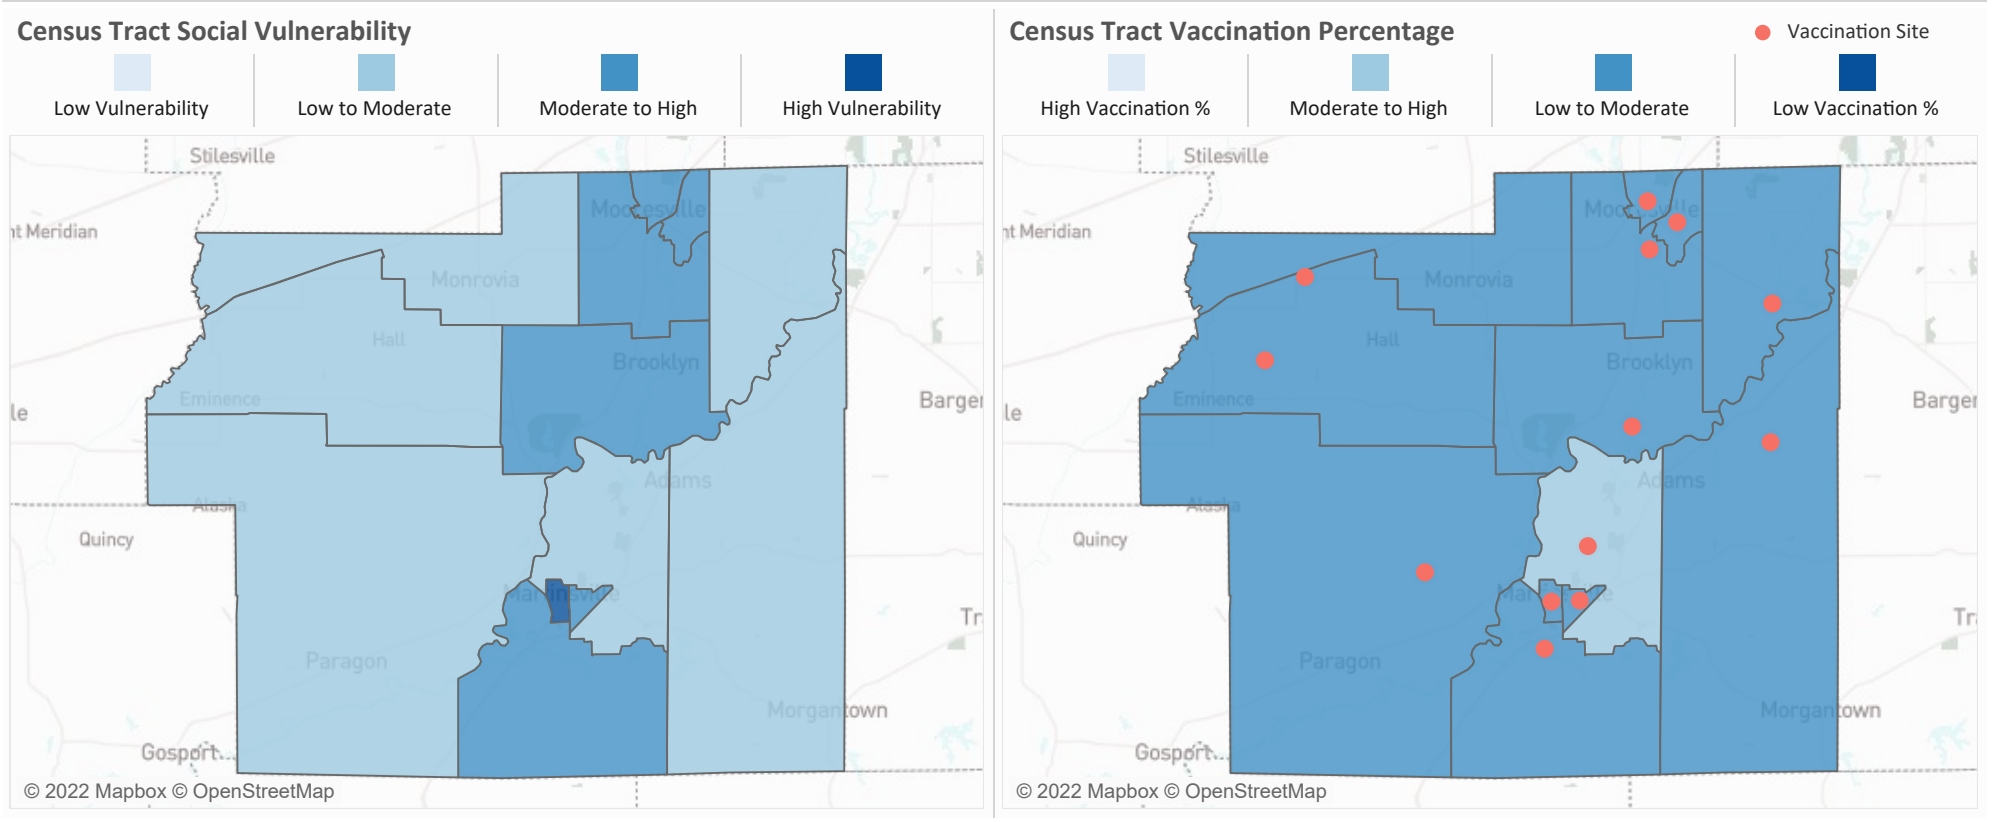 Census Tract Social Vulnerability
Low Vulnerability
Low to Moderate
Moderate to High
High Vulnerability
Stilesville
nt Meridian
Mooresville
Monrovia
Hall
Brooklyn
Eminence
le
Barger
Adams
Alaska
Quincy
Martinsville
Tr
Paragon
Morgantown
Gosport
© 2022 Mapbox © OpenStreetMap
Census Tract Vaccination Percentage
Vaccination Site
High Vaccination %
Moderate to High
Low to Moderate
Low Vaccination %
Stilesville
nt Meridian
Mooresville
Monrovia
Hall
Brooklyn
Eminence
le
Barger
Adams
Alaska
Quincy
Martinsville
Tr
Paragon
Morgantown
Gosport
© 2022 Mapbox © OpenStreetMap